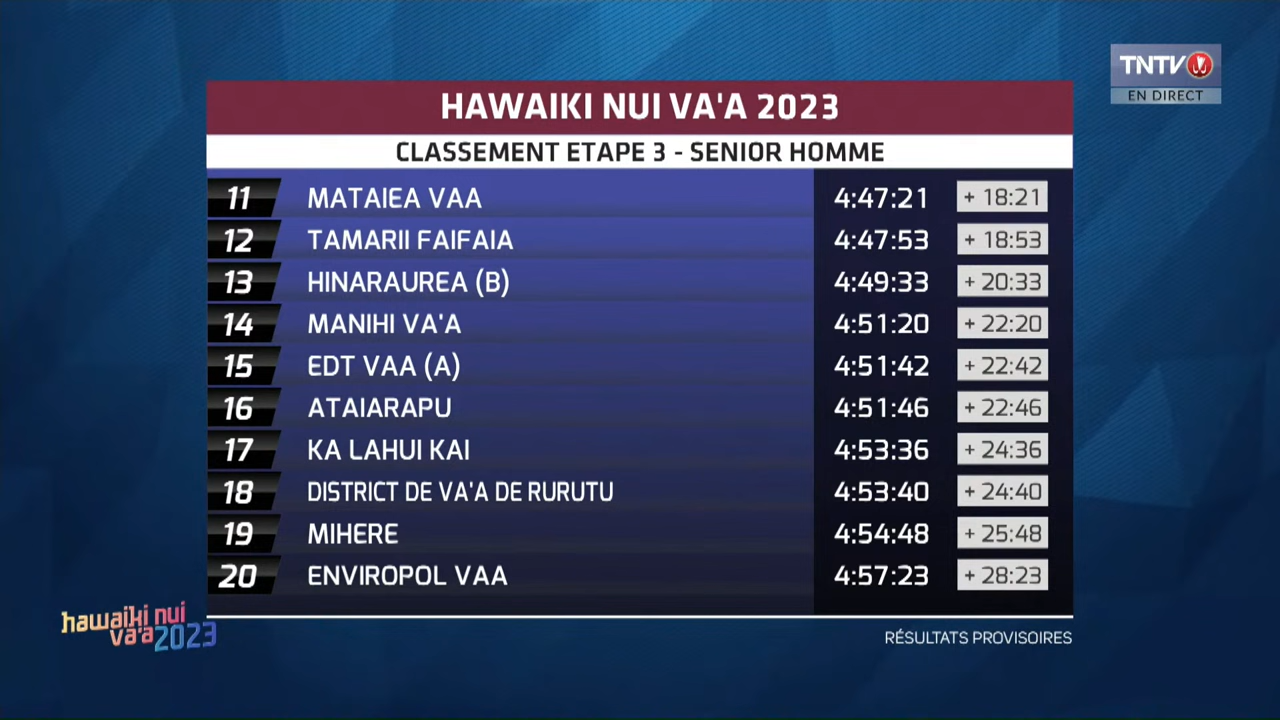 TNTV
EN DIRECT
HAWAIKI NUI VA'A 2023
CLASSEMENT ETAPE 3 - SENIOR HOMME
11 MATAIEA VAA 4:47:21 + 18:21
12 TAMARII FAIFAIA 4:47:53 + 18:53
13 HINARAUREA (B) 4:49:33 + 20:33
14 MANIHI VA'A 4:51:20 + 22:20
15 EDT VAA (A) 4:51:42 + 22:42
16 ATAIARAPU 4:51:46 + 22:46
17 KA LAHUI KAI 4:53:36 + 24:36
18 DISTRICT DE VA'A DE RURUTU 4:53:40 + 24:40
19 MIHERE 4:54:48 + 25:48
20 ENVIROPOL VAA 4:57:23 + 28:23
hawaiki nui
va'a 2023
RÉSULTATS PROVISOIRES